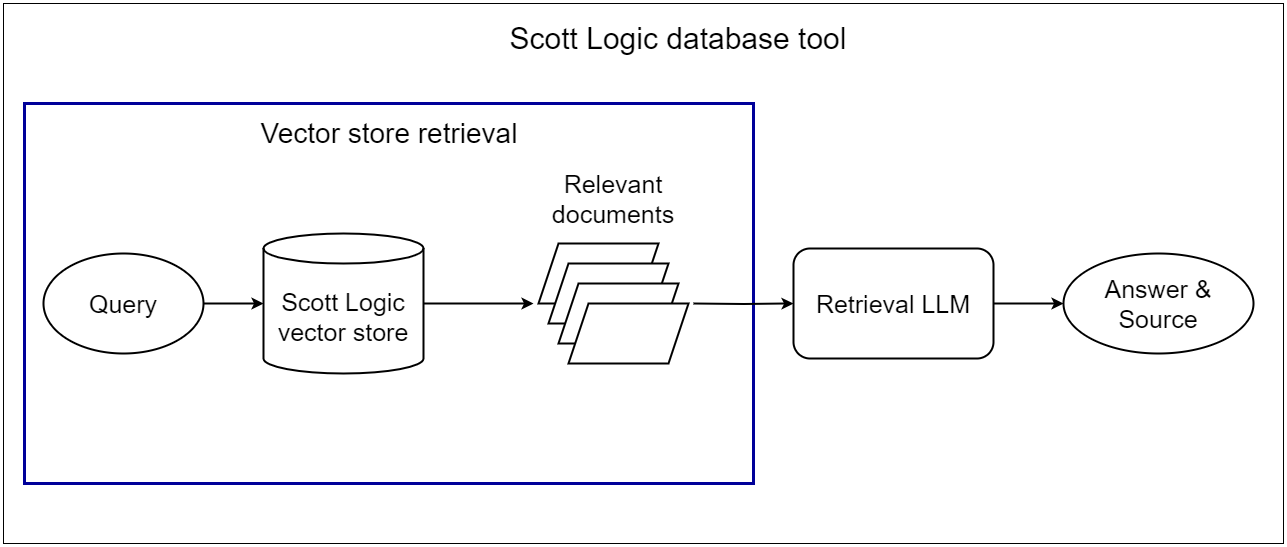 Scott Logic database tool
Vector store retrieval
Relevant
documents
Query
Scott Logic
vector store
Retrieval LLM
Answer &
Source